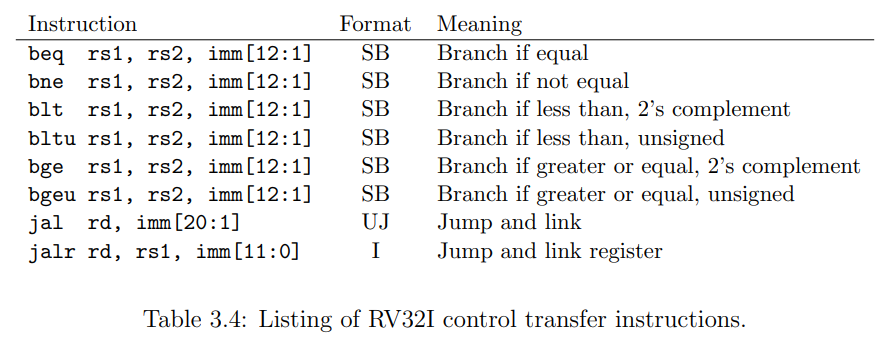 Instruction Format Meaning
beq rs1, rs2, imm[12:1] SB Branch if equal
bne rs1, rs2, imm[12:1] SB Branch if not equal
blt rs1, rs2, imm[12:1] SB Branch if less than, 2's complement
bltu rs1, rs2, imm[12:1] SB Branch if less than, unsigned
bge rs1, rs2, imm[12:1] SB Branch if greater or equal, 2's complement
bgeu rs1, rs2, imm[12:1] SB Branch if greater or equal, unsigned
jal rd, imm[20:1] UJ Jump and link
jalr rd, rs1, imm[11:0] I Jump and link register
Table 3.4: Listing of RV32I control transfer instructions.